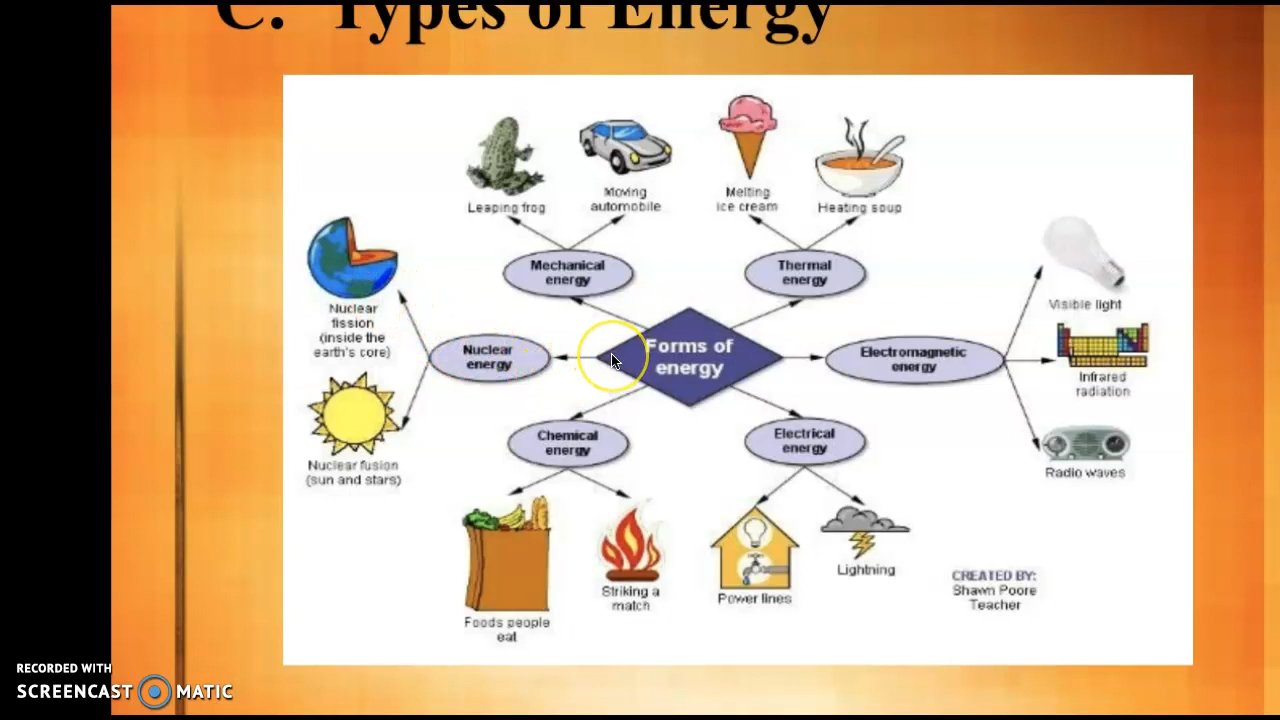 C. Types of Energy
Leaping frog
Moving
automobile
Melting
ice cream
Heating soup
Mechanical
energy
Thermal
energy
Nuclear
fission
(inside the
earth's core)
Nuclear
energy
Forms of
energy
Electromagnetic
energy
Visible light
Infrared
radiation
Radio waves
Nuclear fusion
(sun and stars)
Chemical
energy
Electrical
energy
Foods people
eat
Striking a
match
Power lines
Lightning
CREATED BY:
Shawn Poore
Teacher
RECORDED WITH
SCREENCAST MATIC